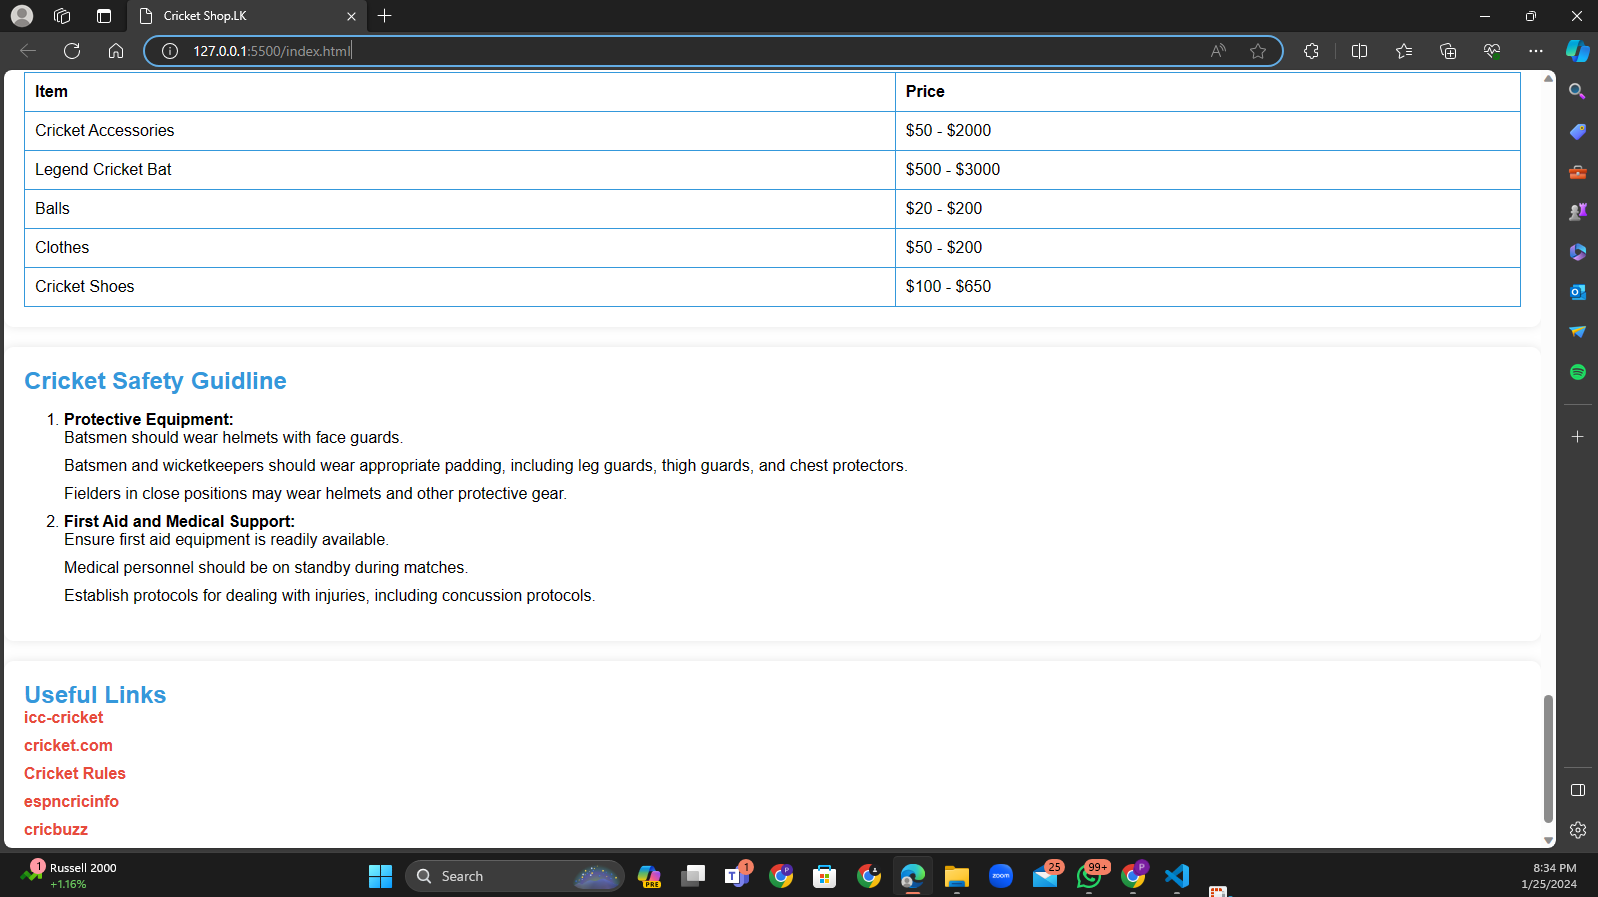 Cricket Shop.LK
127.0.0.1:5500/index.html
Item Price
Cricket Accessories $50 - $2000
Legend Cricket Bat $500 - $3000
Balls $20 - $200
Clothes $50 - $200
Cricket Shoes $100 - $650
Cricket Safety Guidline
1. Protective Equipment:
Batsmen should wear helmets with face guards.
Batsmen and wicketkeepers should wear appropriate padding, including leg guards, thigh guards, and chest protectors.
Fielders in close positions may wear helmets and other protective gear.
2. First Aid and Medical Support:
Ensure first aid equipment is readily available.
Medical personnel should be on standby during matches.
Establish protocols for dealing with injuries, including concussion protocols.
Useful Links
icc-cricket
cricket.com
Cricket Rules
espncricinfo
cricbuzz
1 Russell 2000
+1.16%
Search
PRE
1
P
zoom
25
99+
P
8:34 PM
1/25/2024